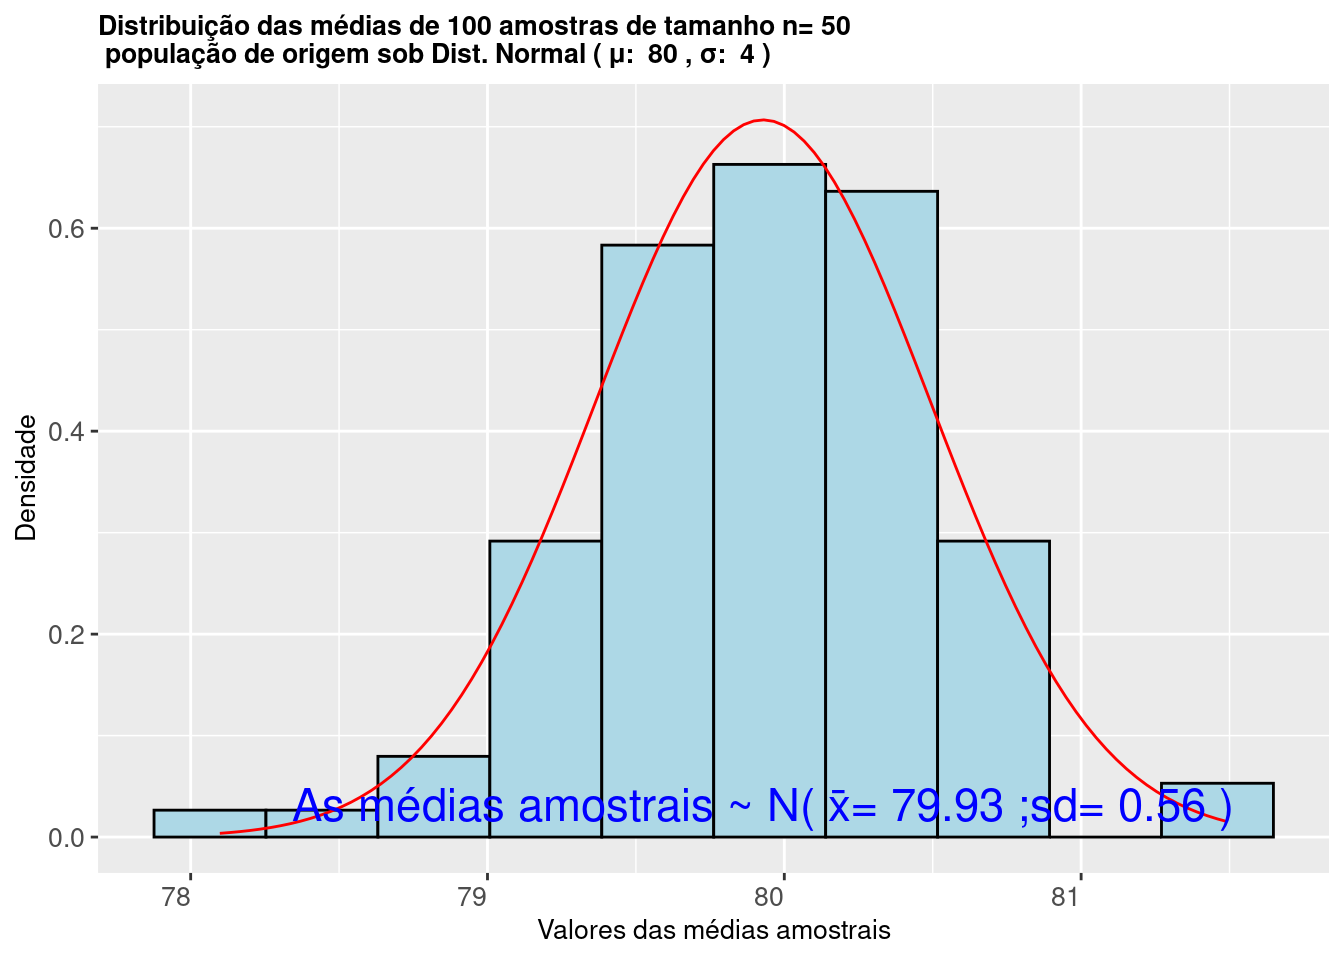 Distribuição das médias de 100 amostras de tamanho n= 50
população de origem sob Dist. Normal ( μ:  80 , σ:  4 )
Densidade
0.6
0.4
0.2
0.0
As médias amostrais ~  N( x̄= 79.93 ;sd= 0.56 )
78
79
80
81
Valores das médias amostrais